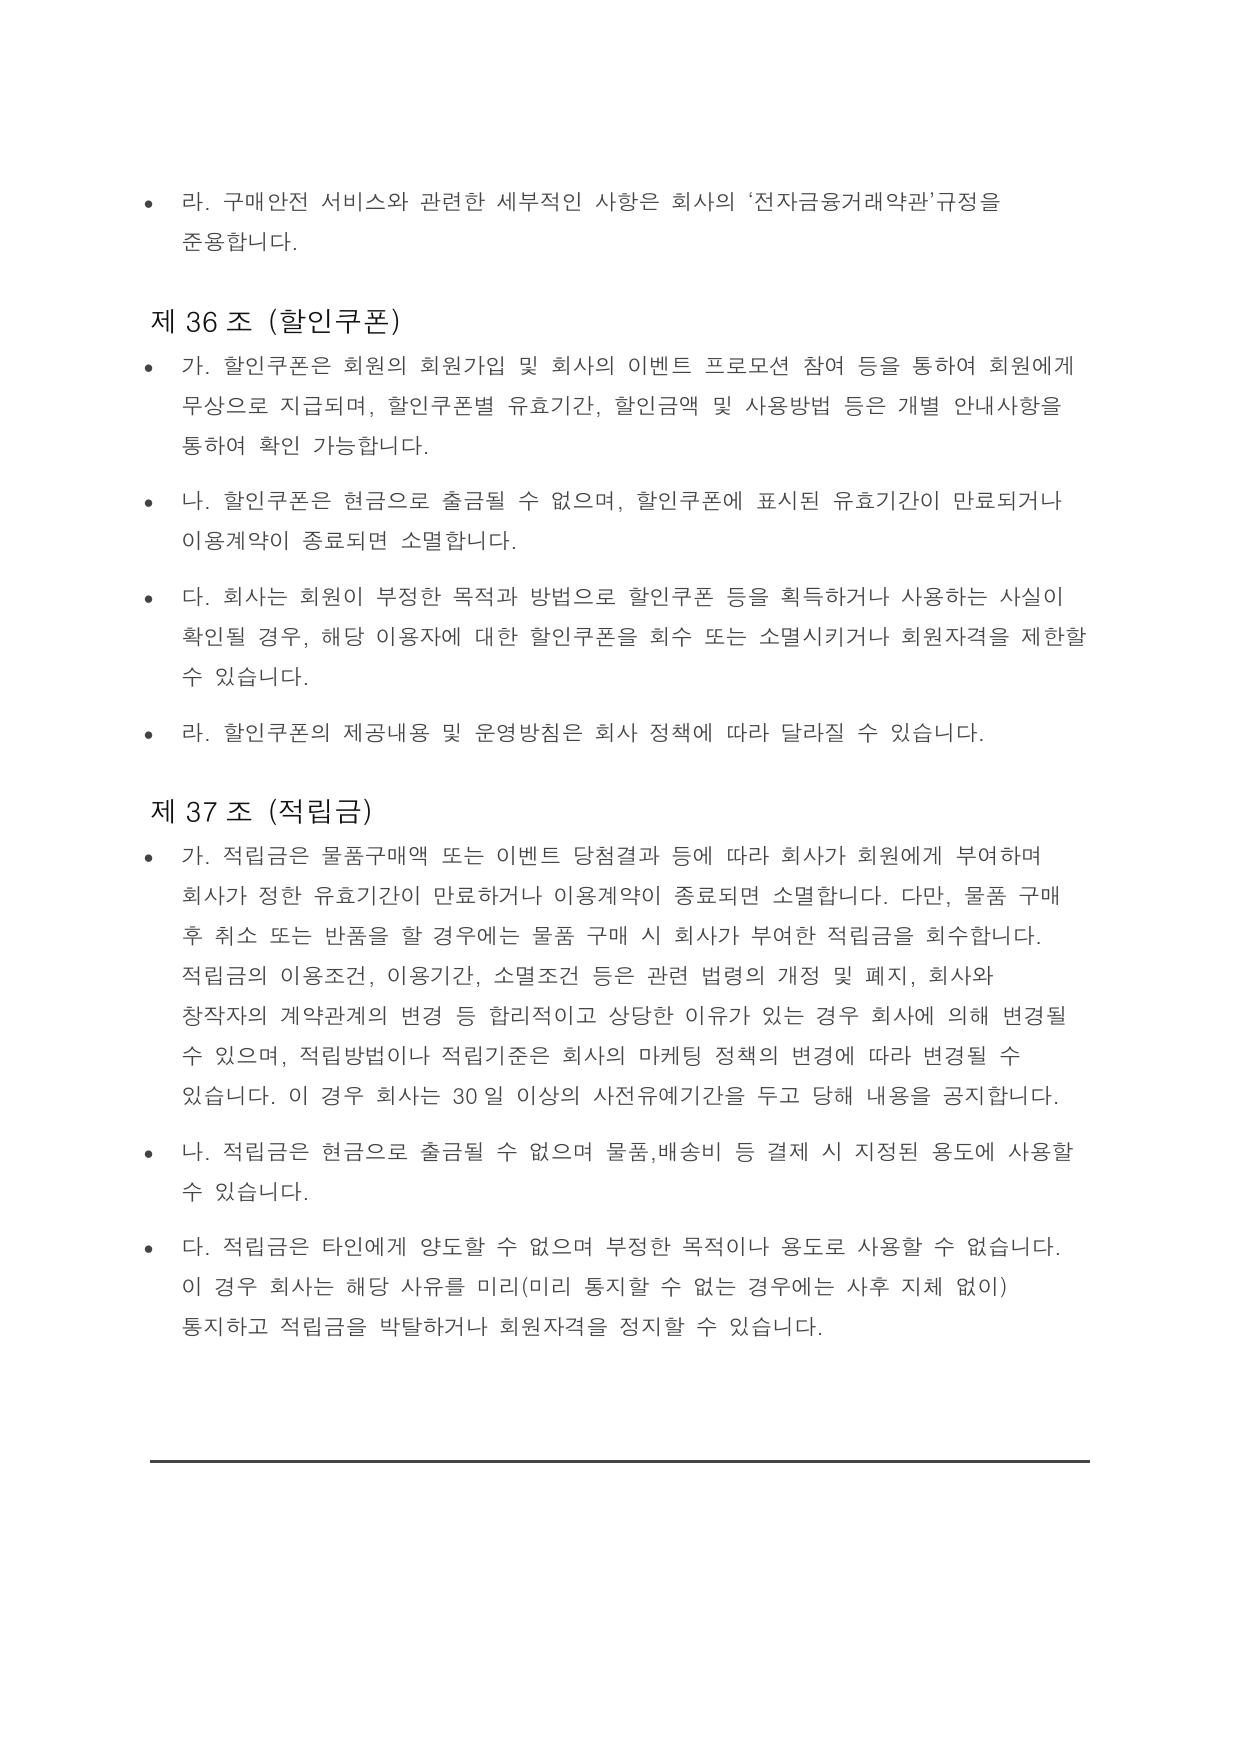 • 라. 구매안전 서비스와 관련한 세부적인 사항은 회사의 ‘전자금융거래약관’규정을
준용합니다.
제 36 조 (할인쿠폰)
• 가. 할인쿠폰은 회원의 회원가입 및 회사의 이벤트 프로모션 참여 등을 통하여 회원에게
무상으로 지급되며, 할인쿠폰별 유효기간, 할인금액 및 사용방법 등은 개별 안내사항을
통하여 확인 가능합니다.
• 나. 할인쿠폰은 현금으로 출금될 수 없으며, 할인쿠폰에 표시된 유효기간이 만료되거나
이용계약이 종료되면 소멸합니다.
• 다. 회사는 회원이 부정한 목적과 방법으로 할인쿠폰 등을 획득하거나 사용하는 사실이
확인될 경우, 해당 이용자에 대한 할인쿠폰을 회수 또는 소멸시키거나 회원자격을 제한할
수 있습니다.
• 라. 할인쿠폰의 제공내용 및 운영방침은 회사 정책에 따라 달라질 수 있습니다.
제 37 조 (적립금)
• 가. 적립금은 물품구매액 또는 이벤트 당첨결과 등에 따라 회사가 회원에게 부여하며
회사가 정한 유효기간이 만료하거나 이용계약이 종료되면 소멸합니다. 다만, 물품 구매
후 취소 또는 반품을 할 경우에는 물품 구매 시 회사가 부여한 적립금을 회수합니다.
적립금의 이용조건, 이용기간, 소멸조건 등은 관련 법령의 개정 및 폐지, 회사와
창작자의 계약관계의 변경 등 합리적이고 상당한 이유가 있는 경우 회사에 의해 변경될
수 있으며, 적립방법이나 적립기준은 회사의 마케팅 정책의 변경에 따라 변경될 수
있습니다. 이 경우 회사는 30 일 이상의 사전유예기간을 두고 당해 내용을 공지합니다.
• 나. 적립금은 현금으로 출금될 수 없으며 물품,배송비 등 결제 시 지정된 용도에 사용할
수 있습니다.
• 다. 적립금은 타인에게 양도할 수 없으며 부정한 목적이나 용도로 사용할 수 없습니다.
이 경우 회사는 해당 사유를 미리(미리 통지할 수 없는 경우에는 사후 지체 없이)
통지하고 적립금을 박탈하거나 회원자격을 정지할 수 있습니다.